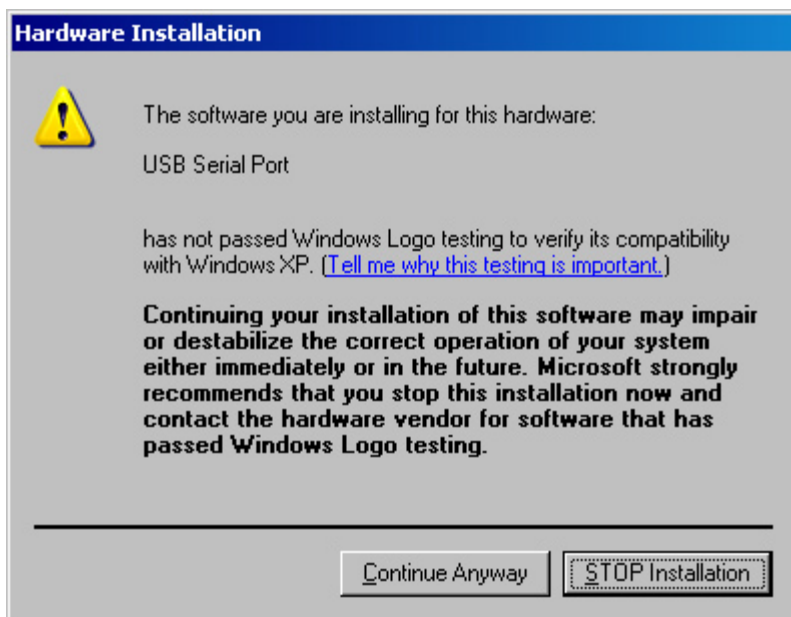 Hardware Installation
The software you are installing for this hardware:
USB Serial Port
has not passed Windows Logo testing to verify its compatibility
with Windows XP. (Tell me why this testing is important.)
Continuing your installation of this software may impair
or destabilize the correct operation of your system
either immediately or in the future. Microsoft strongly
recommends that you stop this installation now and
contact the hardware vendor for software that has
passed Windows Logo testing.
Continue Anyway
STOP Installation